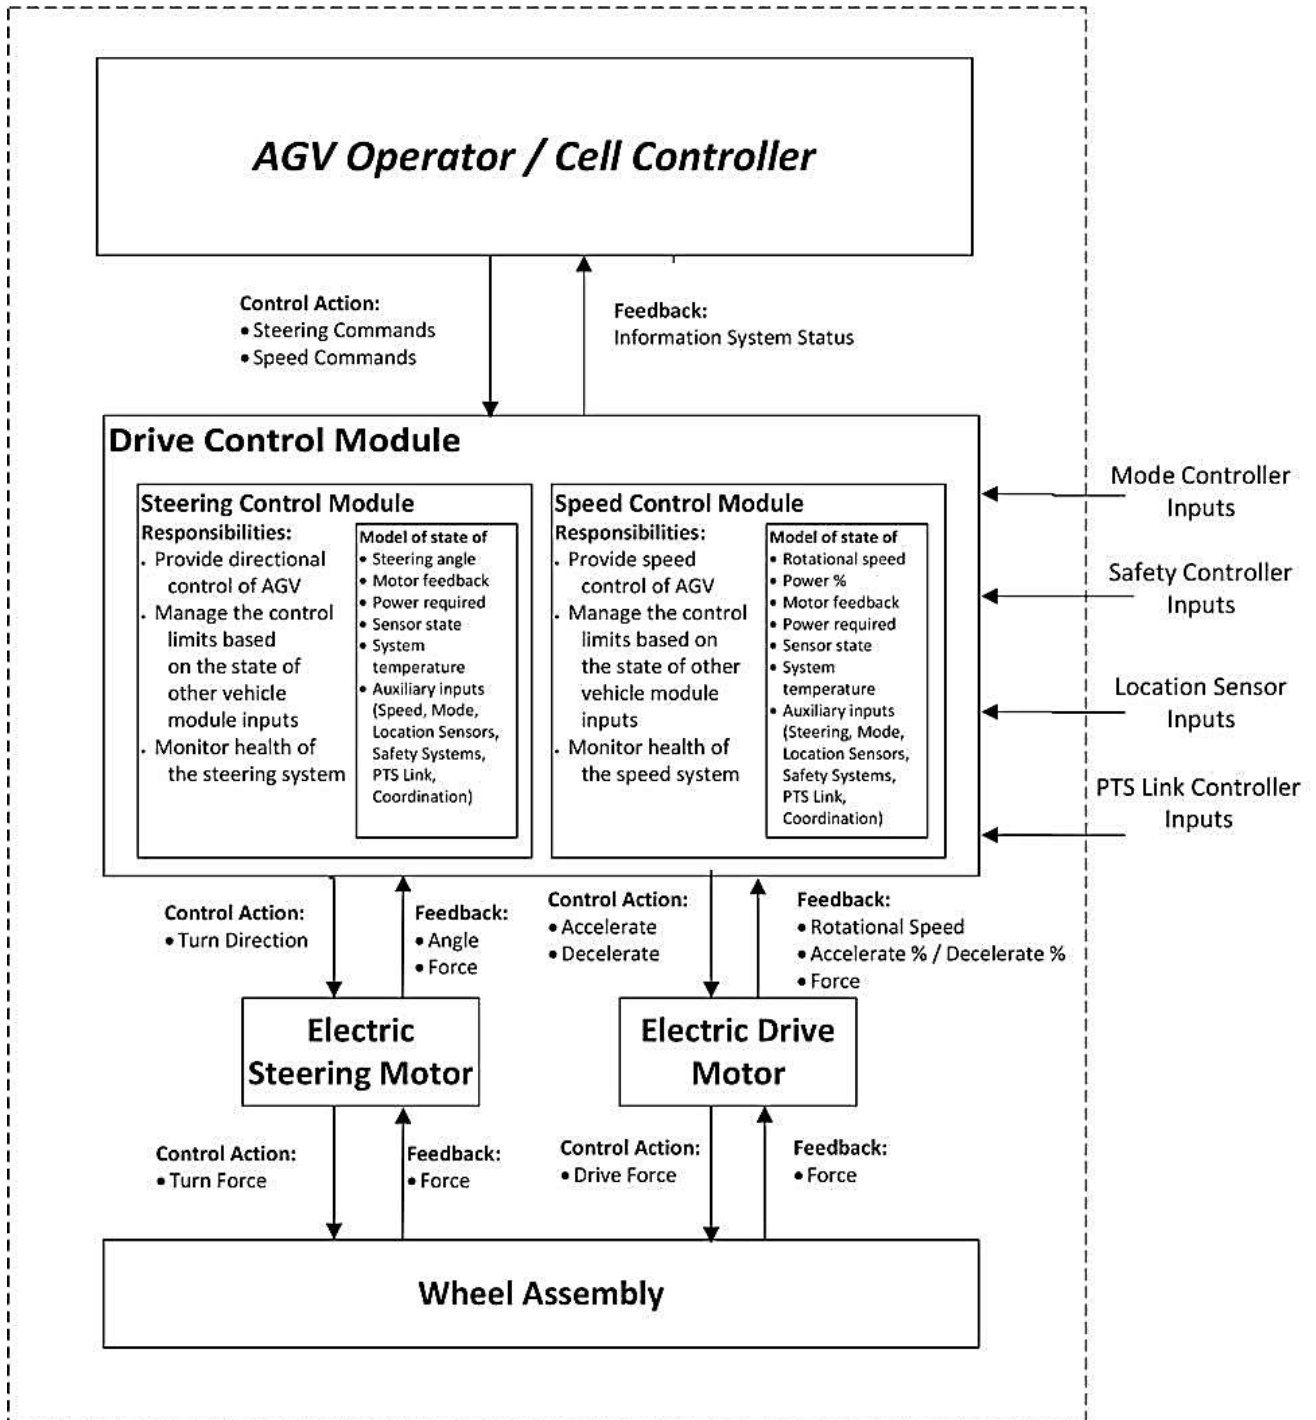 AGV Operator / Cell Controller
Control Action:
• Steering Commands
• Speed Commands
Feedback:
Information System Status
Drive Control Module
Steering Control Module
Responsibilities:
. Provide directional
control of AGV
. Manage the control
limits based
on the state of
other vehicle
module inputs
. Monitor health of
the steering system
Model of state of
• Steering angle
• Motor feedback
• Power required
• Sensor state
• System
temperature
• Auxiliary inputs
(Speed, Mode,
Location Sensors,
Safety Systems,
PTS Link,
Coordination)
Speed Control Module
Responsibilities:
. Provide speed
control of AGV
. Manage the control
limits based on
the state of other
vehicle module
inputs
. Monitor health of
the speed system
Model of state of
• Rotational speed
• Power %
• Motor feedback
• Power required
• Sensor state
• System
temperature
• Auxiliary inputs
(Steering, Mode,
Location Sensors,
Safety Systems,
PTS Link,
Coordination)
Mode Controller
Inputs
Safety Controller
Inputs
Location Sensor
Inputs
PTS Link Controller
Inputs
Control Action:
• Turn Direction
Feedback:
• Angle
• Force
Control Action:
• Accelerate
• Decelerate
Feedback:
• Rotational Speed
• Accelerate % / Decelerate %
• Force
Electric
Steering Motor
Electric Drive
Motor
Control Action:
• Turn Force
Feedback:
• Force
Control Action:
• Drive Force
Feedback:
• Force
Wheel Assembly